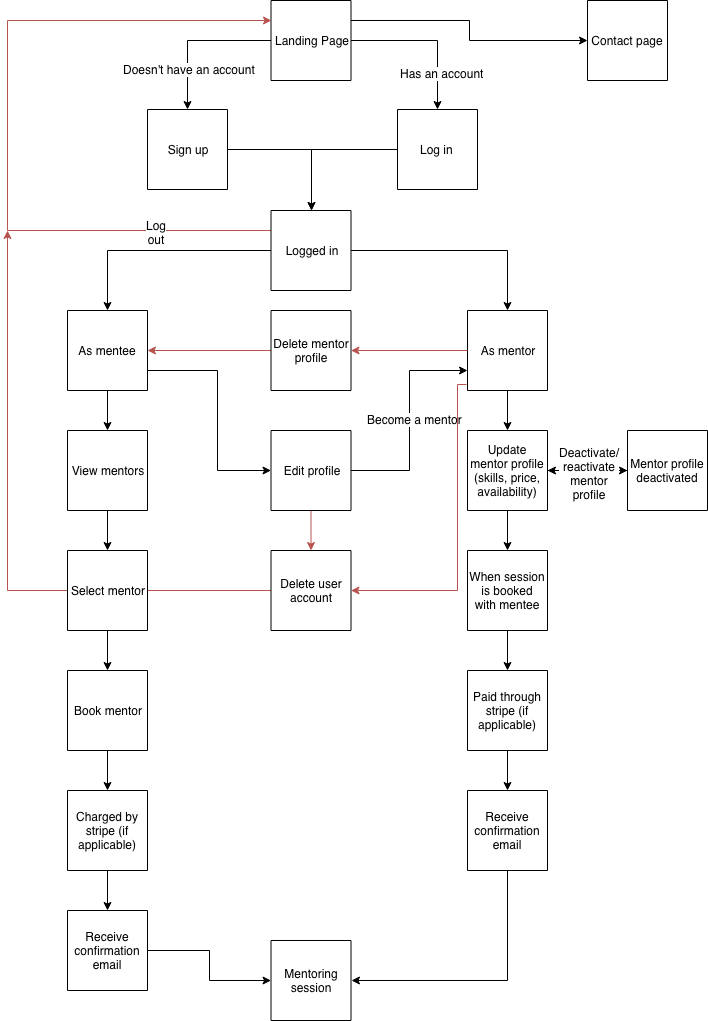 Landing Page
Contact page
Doesn't have an account
Has an account
Sign up
Log in
Log
out
Logged in
As mentee
Delete mentor
profile
As mentor
Become a mentor
View mentors
Edit profile
Update
mentor profile
(skills, price,
availability)
Deactivate/
reactivate
mentor
profile
Mentor profile
deactivated
Select mentor
Delete user
account
When session
is booked
with mentee
Book mentor
Paid through
stripe (if
applicable)
Charged by
stripe (if
applicable)
Receive
confirmation
email
Receive
confirmation
email
Mentoring
session